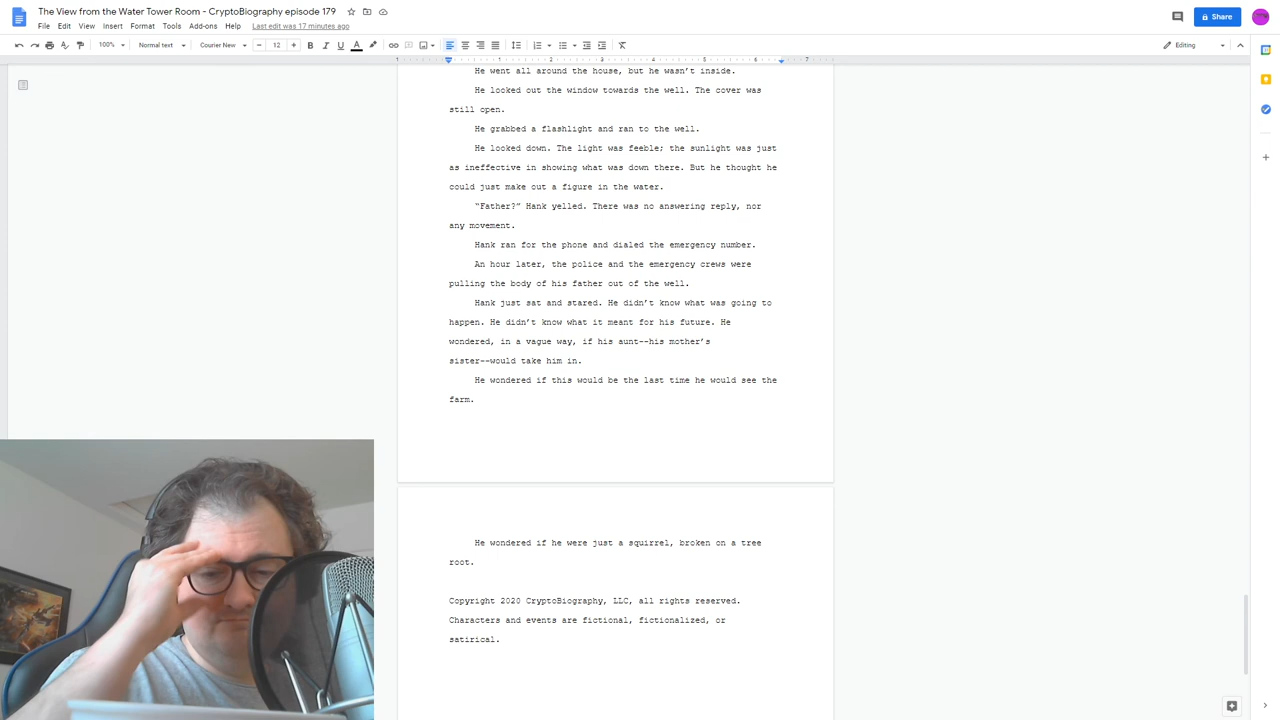 The View from the Water Tower Room - CryptoBiography episode 179
File Edit View Insert Format Tools Add-ons Help Last edit was 17 minutes ago
Share
100% Normal text Courier New 12 Editing
1 1 2 3 4 5 6 7
He went all around the house, but he wasn't inside.
He looked out the window towards the well. The cover was
still open.
He grabbed a flashlight and ran to the well.
He looked down. The light was feeble; the sunlight was just
as ineffective in showing what was down there. But he thought he
could just make out a figure in the water.
“Father?” Hank yelled. There was no answering reply, nor
any movement.
Hank ran for the phone and dialed the emergency number.
An hour later, the police and the emergency crews were
pulling the body of his father out of the well.
Hank just sat and stared. He didn't know what was going to
happen. He didn't know what it meant for his future. He
wondered, in a vague way, if his aunt--his mother's
sister--would take him in.
He wondered if this would be the last time he would see the
farm.
He wondered if he were just a squirrel, broken on a tree
root.
Copyright 2020 CryptoBiography, LLC, all rights reserved.
Characters and events are fictional, fictionalized, or
satirical.